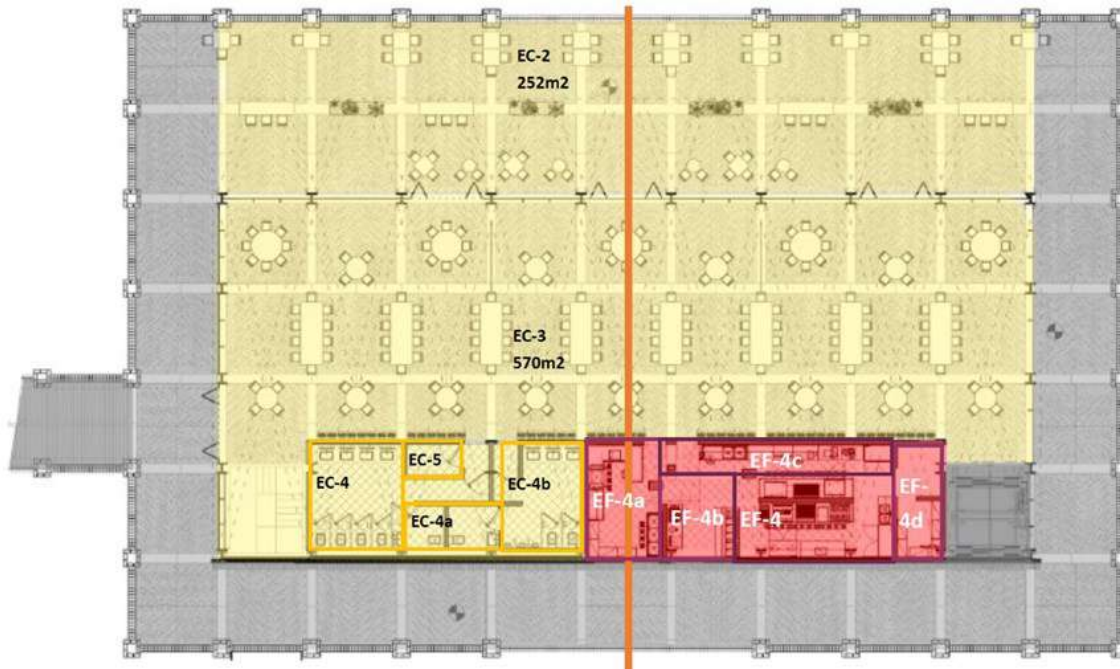 EC-2
252m2
EC-3
570m2
EC-4
EC-5
EC-4a
EC-4b
EF-4a
EF-4b
EF-4c
EF-4
EF-
4d